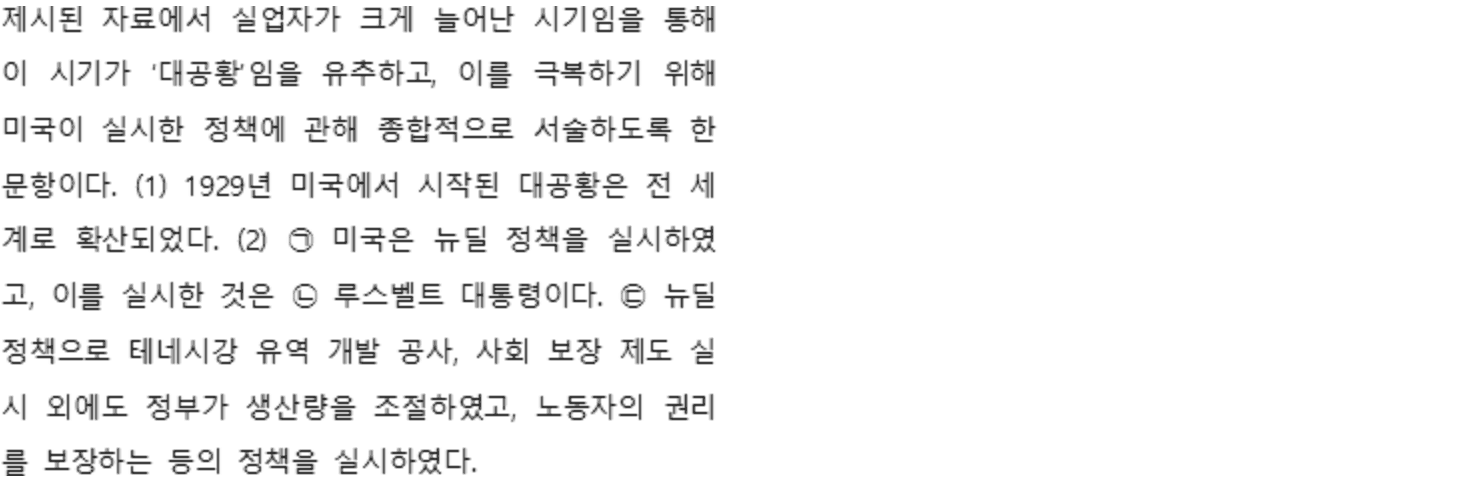 제시된 자료에서 실업자가 크게 늘어난 시기임을 통해
이 시기가 ‘대공황’임을 유추하고, 이를 극복하기 위해
미국이 실시한 정책에 관해 종합적으로 서술하도록 한
문항이다. (1) 1929년 미국에서 시작된 대공황은 전 세
계로 확산되었다. (2) ㉠ 미국은 뉴딜 정책을 실시하였
고, 이를 실시한 것은 ㉡ 루스벨트 대통령이다. ㉢ 뉴딜
정책으로 테네시강 유역 개발 공사, 사회 보장 제도 실
시 외에도 정부가 생산량을 조절하였고, 노동자의 권리
를 보장하는 등의 정책을 실시하였다.